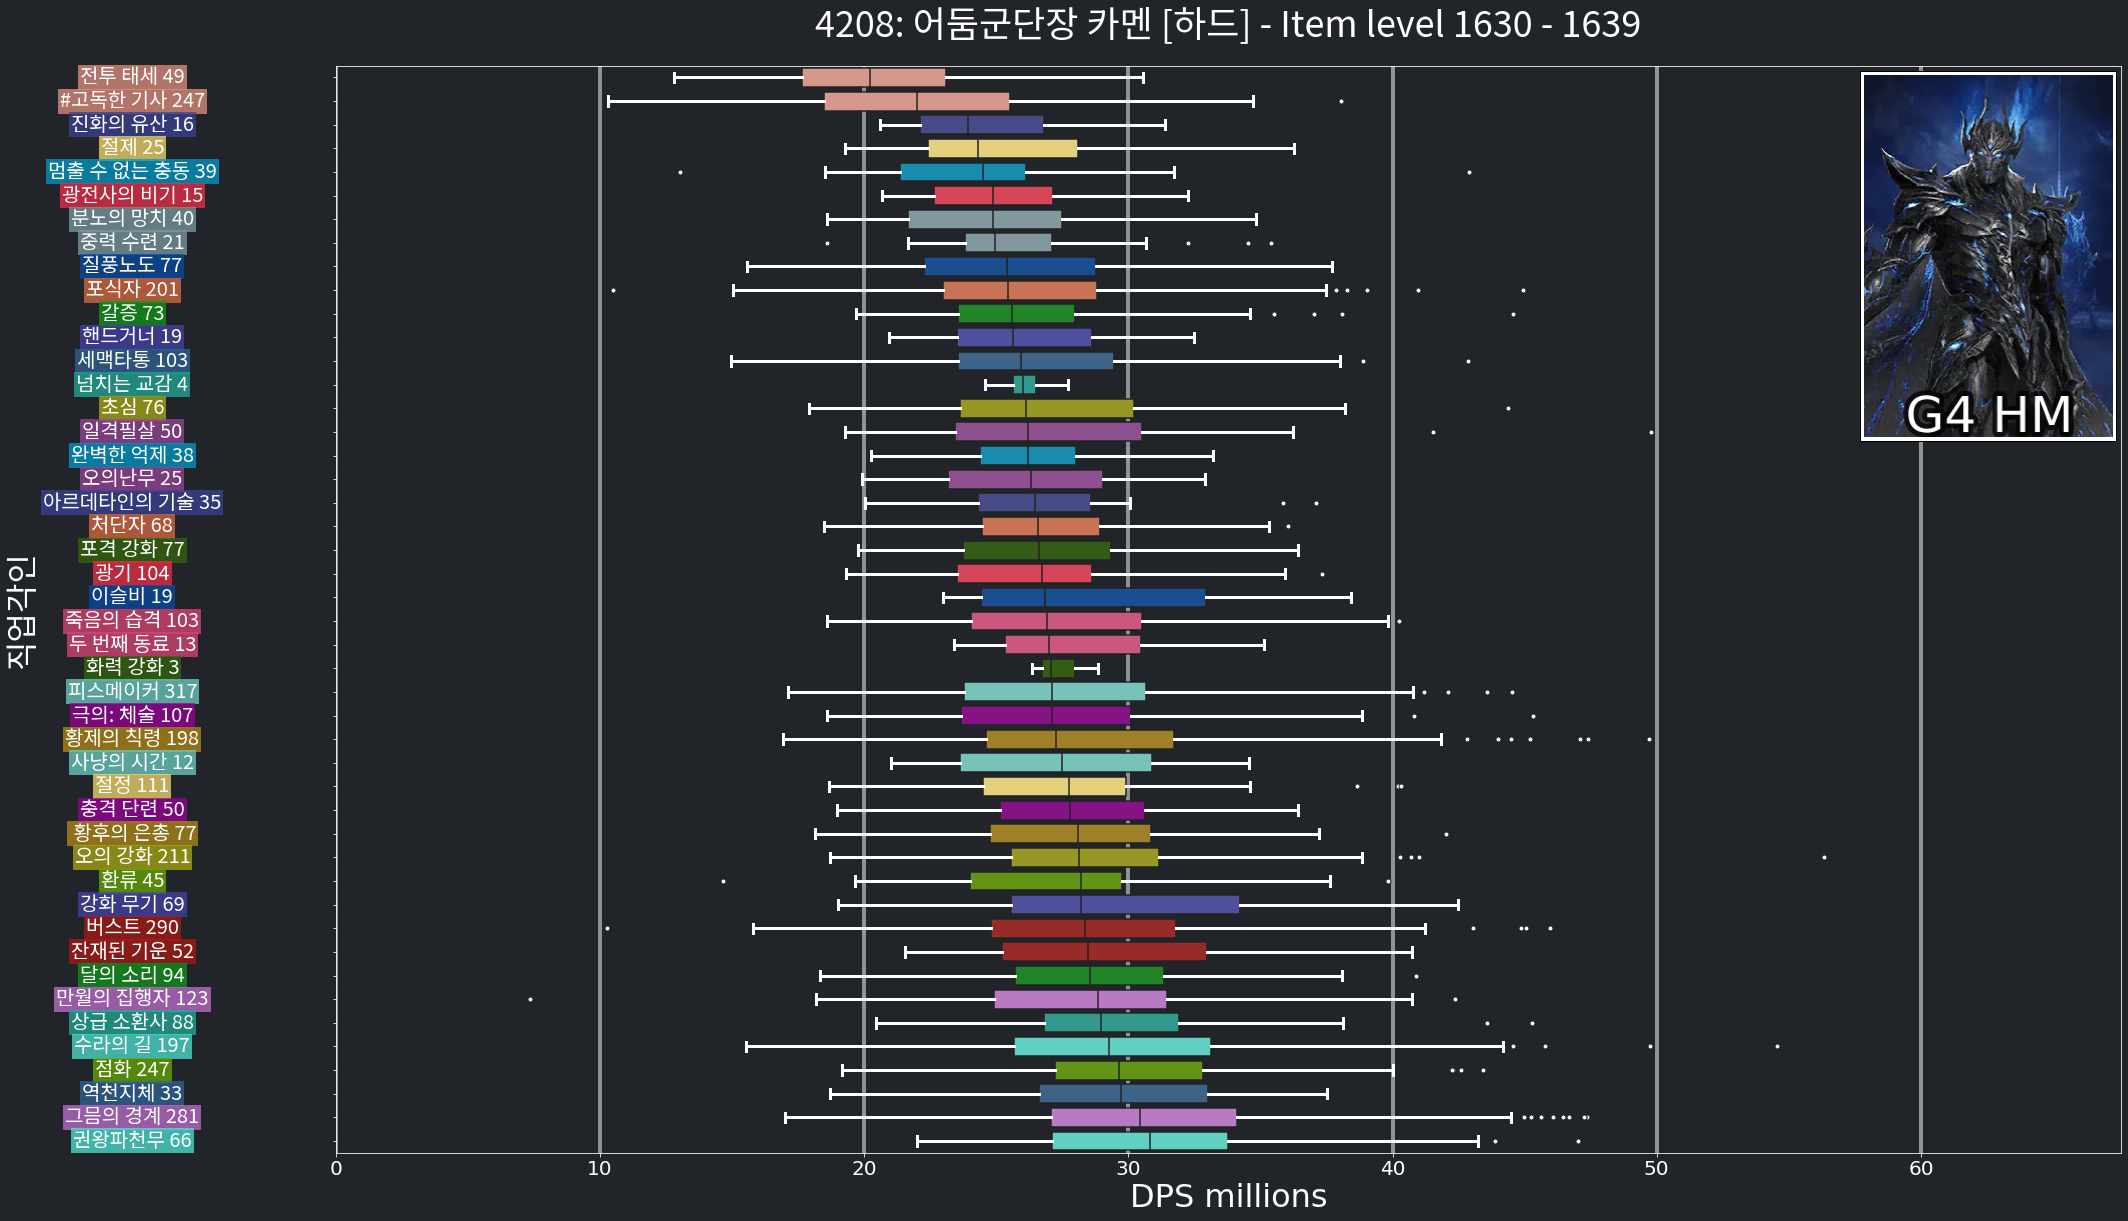 4208: 어둠군단장 카멘 [하드] - Item level 1630 - 1639
직업각인
전투 태세 49
#고독한 기사 247
진화의 유산 16
절제 25
멈출 수 없는 충동 39
광전사의 비기 15
분노의 망치 40
중력 수련 21
질풍노도 77
포식자 201
갈증 73
핸드거너 19
세맥타통 103
넘치는 교감 4
초심 76
일격필살 50
완벽한 억제 38
오의난무 25
아르데타인의 기술 35
처단자 68
포격 강화 77
광기 104
이슬비 19
죽음의 습격 103
두 번째 동료 13
화력 강화 3
피스메이커 317
극의: 체술 107
황제의 칙령 198
사냥의 시간 12
절정 111
충격 단련 50
황후의 은총 77
오의 강화 211
환류 45
강화 무기 69
버스트 290
잔재된 기운 52
달의 소리 94
만월의 집행자 123
상급 소환사 88
수라의 길 197
점화 247
역천지체 33
그믐의 경계 281
권왕파천무 66
G4 HM
0 10 20 30 40 50 60
DPS millions